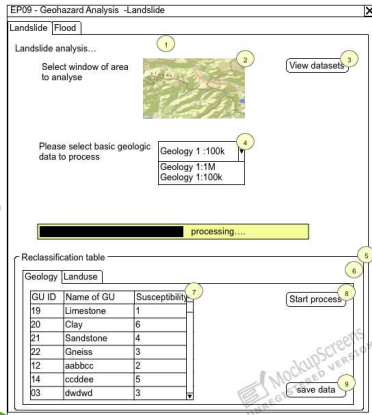 EP09 - Geohazard Analysis -Landslide X
Landslide Flood
Landslide analysis… 1
Select window of area
to analyse
2
View datasets 3
Please select basic geologic
data to process
Geology 1 :100k 4
Geology 1:1M
Geology 1:100k
processing….
5
Reclassification table
6
Geology Landuse
GU ID Name of GU Susceptibility 7
19 Limestone 1
20 Clay 6
21 Sandstone 4
22 Gneiss 3
12 aabbcc 2
14 ccddee 5
03 dwdwd 3
Start process 8
save data 9
MockupScreens
UNREGISTERED VERSION